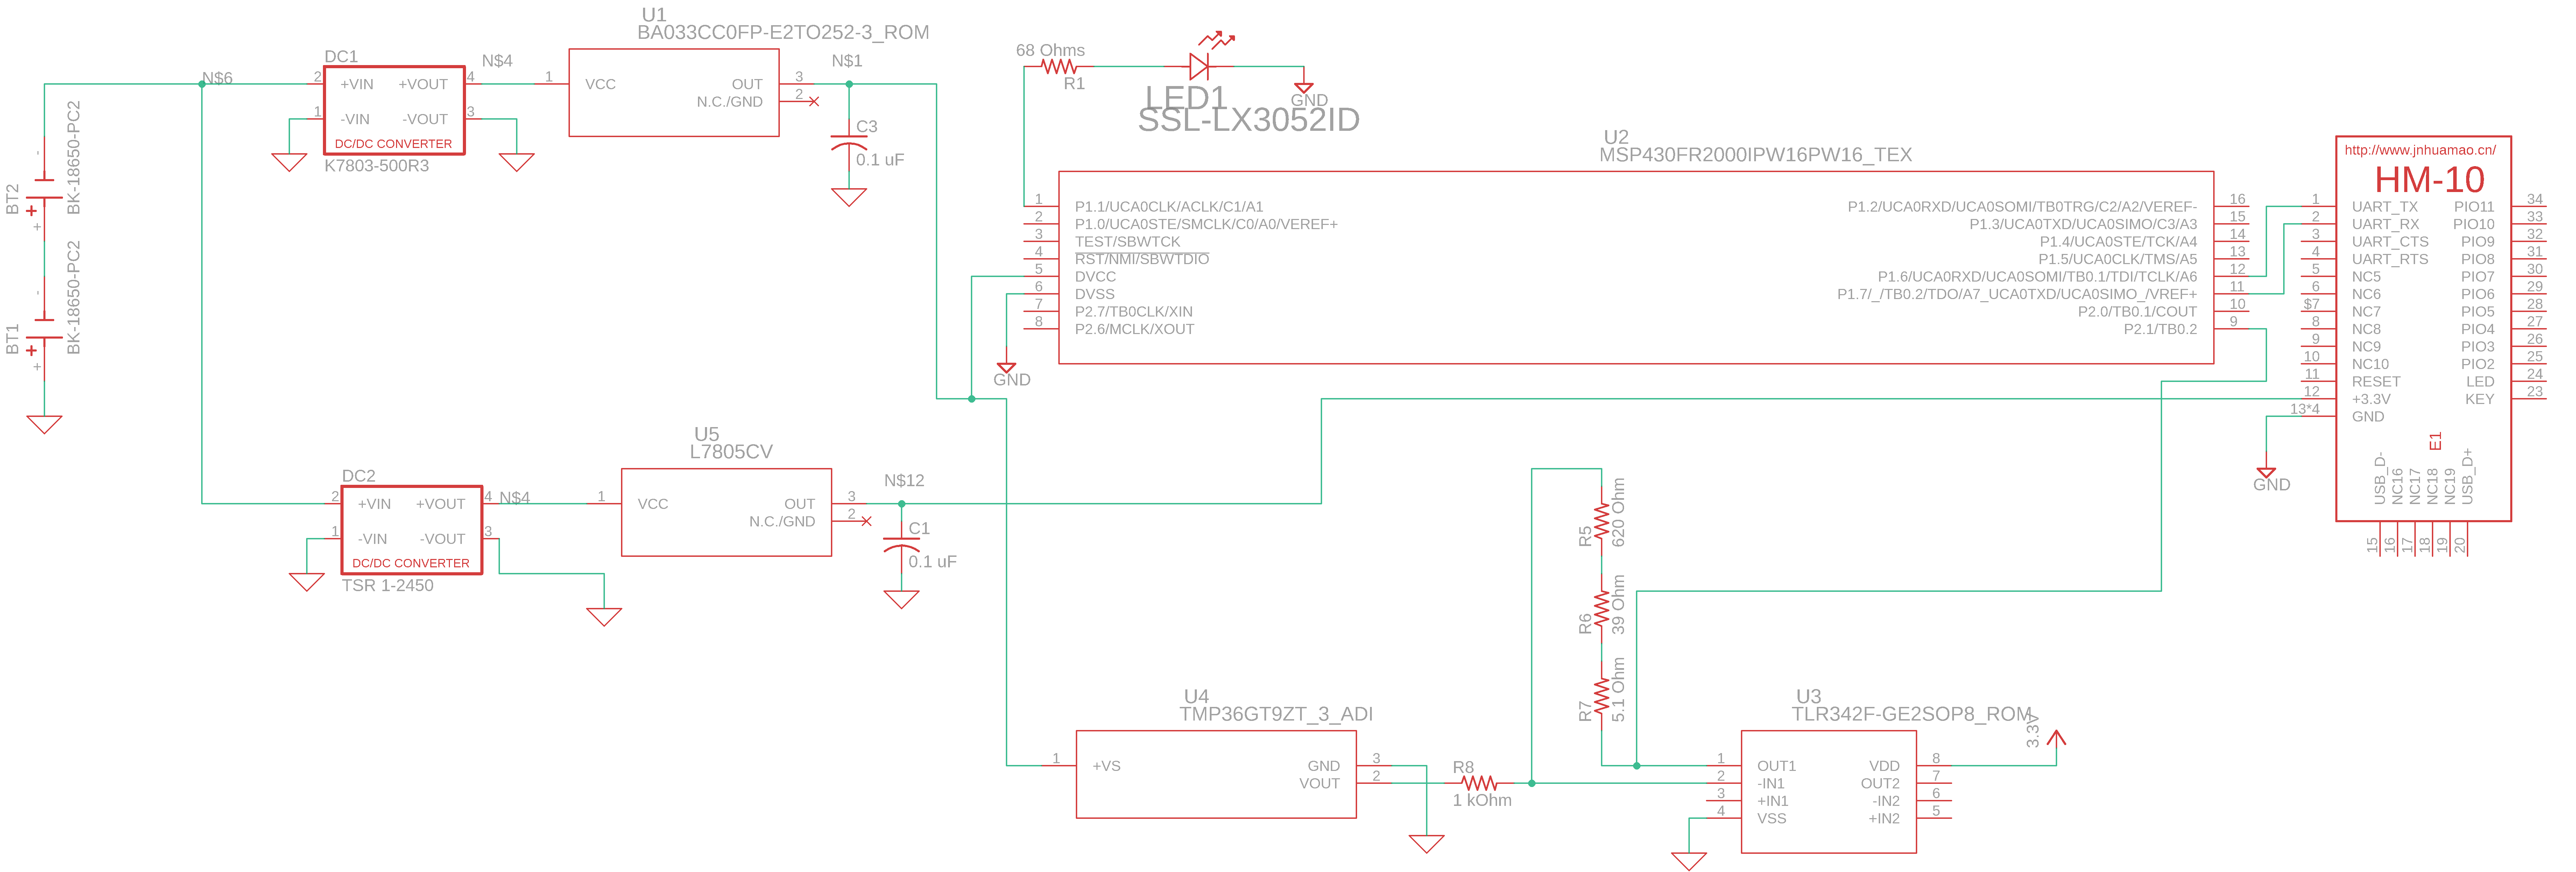 U1
BA033CC0FP-E2TO252-3_ROM
DC1
N$6
N$4
N$1
2
+VIN
+VOUT
4
1
-VIN
-VOUT
3
DC/DC CONVERTER
K7803-500R3
1
VCC
OUT
3
N.C./GND
2
C3
0.1 uF
BT2
BK-18650-PC2
-
+
+
BT1
BK-18650-PC2
-
+
+
68 Ohms
R1
LED1
SSL-LX3052ID
GND
U2
MSP430FR2000IPW16PW16_TEX
1
P1.1/UCA0CLK/ACLK/C1/A1
2
P1.0/UCA0STE/SMCLK/C0/A0/VEREF+
3
TEST/SBWTCK
4
RST/NMI/SBWTDIO
5
DVCC
6
DVSS
7
P2.7/TB0CLK/XIN
8
P2.6/MCLK/XOUT
GND
P1.2/UCA0RXD/UCA0SOMI/TB0TRG/C2/A2/VEREF-
16
P1.3/UCA0TXD/UCA0SIMO/C3/A3
15
P1.4/UCA0STE/TCK/A4
14
P1.5/UCA0CLK/TMS/A5
13
P1.6/UCA0RXD/UCA0SOMI/TB0.1/TDI/TCLK/A6
12
P1.7/_/TB0.2/TDO/A7_UCA0TXD/UCA0SIMO_/VREF+
11
P2.0/TB0.1/COUT
10
P2.1/TB0.2
9
http://www.jnhuamao.cn/
HM-10
1
UART_TX
PIO11
34
2
UART_RX
PIO10
33
3
UART_CTS
PIO9
32
4
UART_RTS
PIO8
31
5
NC5
PIO7
30
6
NC6
PIO6
29
$7
NC7
PIO5
28
8
NC8
PIO4
27
9
NC9
PIO3
26
10
NC10
PIO2
25
11
RESET
LED
24
12
+3.3V
KEY
23
13*4
GND
E1
USB_D-
NC16
NC17
NC18
NC19
USB_D+
15
16
17
18
19
20
GND
DC2
2
+VIN
+VOUT
4
N$4
1
-VIN
-VOUT
3
DC/DC CONVERTER
TSR 1-2450
U5
L7805CV
1
VCC
OUT
3
N.C./GND
2
N$12
C1
0.1 uF
R5
620 Ohm
R6
39 Ohm
R7
5.1 Ohm
U4
TMP36GT9ZT_3_ADI
1
+VS
GND
3
VOUT
2
R8
1 kOhm
U3
TLR342F-GE2SOP8_ROM
3.3V
1
OUT1
VDD
8
2
-IN1
OUT2
7
3
+IN1
-IN2
6
4
VSS
+IN2
5